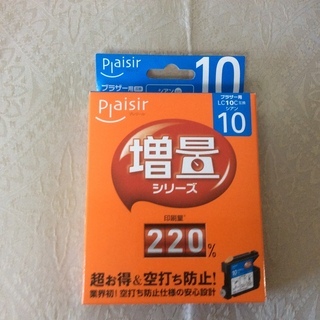 Plaisir
ブラザー用
シアン
10
Plaisir
ブラザー用
LC10C互換
シアン
10
増量
シリーズ
印刷量
220%
超お得&空打ち防止!
業界初!空打ち防止仕様の安心設計